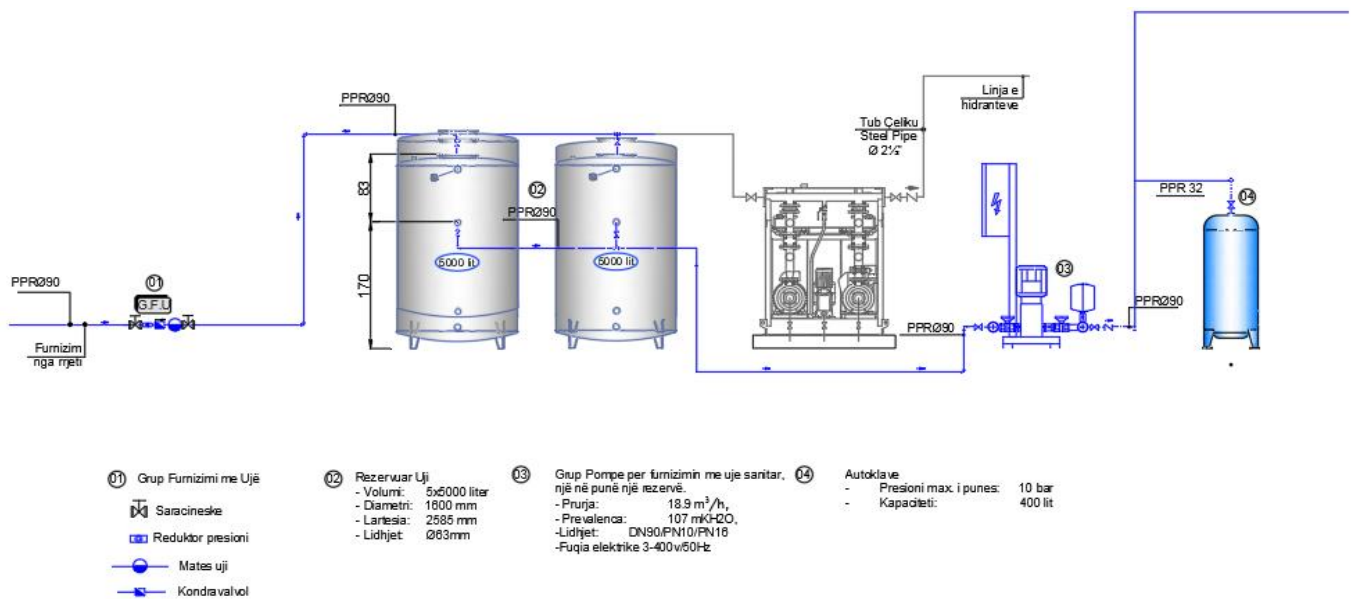 PPRØ90
Linja e
hidranteve
Tub Çeliku
Steel Pipe
Ø 2½"
83
02
PPRØ90
PPR 32
04
170
5000 lit
5000 lit
03
01
PPRØ90
G.F.U
PPRØ90
PPRØ90
Furnizim
nga rrjeti
01 Grup Furnizimi me Ujë
Saracineske
Reduktor presioni
Mates uji
Kondravalvol
02 Rezervuar Uji
- Volumi: 5x5000 liter
- Diametri: 1600 mm
- Lartesia: 2585 mm
- Lidhjet: Ø63mm
03 Grup Pompe per furnizimin me uje sanitar,
një në punë një rezervë.
- Prurja: 18.9 m³/h,
- Prevalenca: 107 mKH2O,
-Lidhjet: DN90/PN10/PN16
-Fuqia elektrike 3-400v/50Hz
04 Autoklave
- Presioni max. i punes: 10 bar
- Kapaciteti: 400 lit